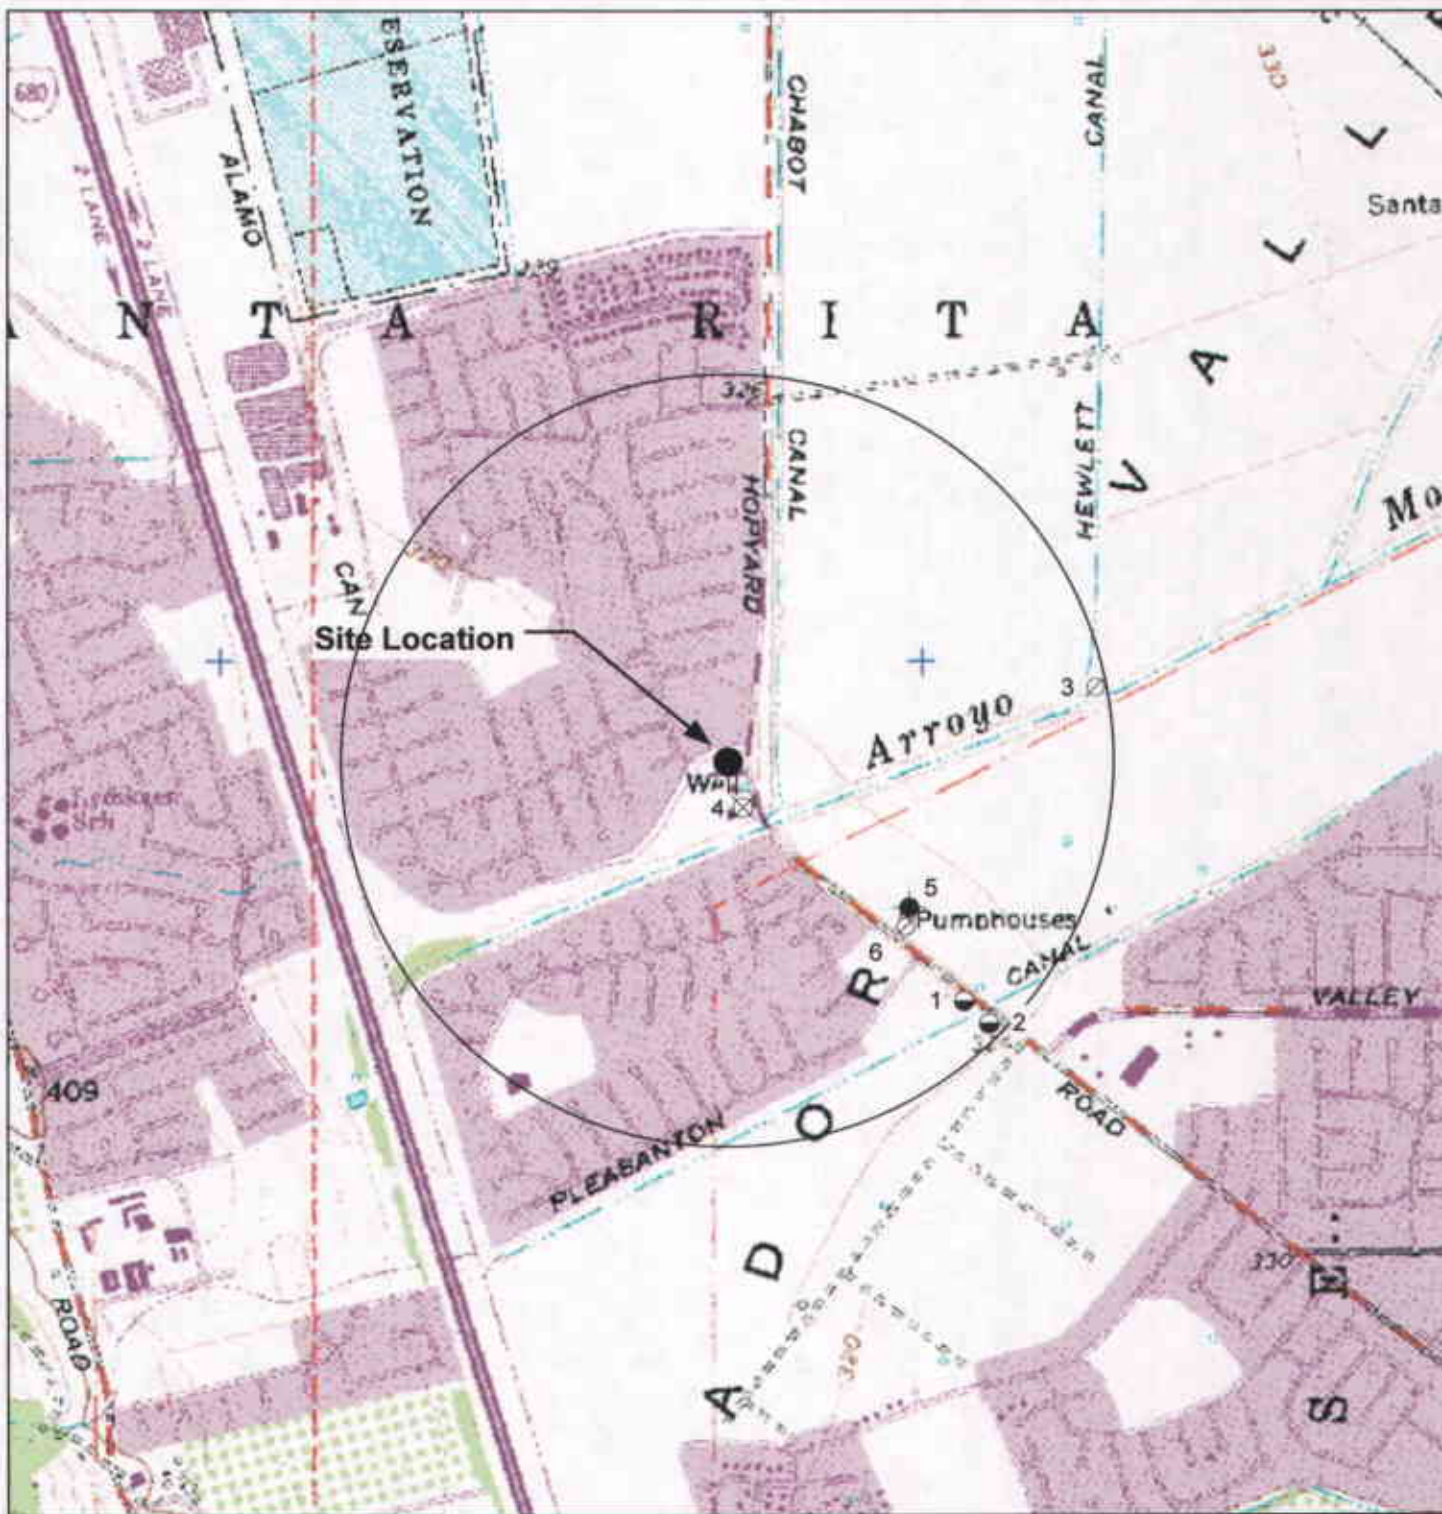 ESERVATION
680
CHABOT
CANAL
330
L
L
2 LANE
2 LANE
ALAMO
Santa
329
A N T A R I T A
A
V
326
CANAL
HOPYARD
HEWLETT
Mo
320
CAN
Site Location
3
Arroyo
Well
4
5
Pumphouses
6
R
CANAL
1
2
VALLEY
409
ROAD
O
PLEASANTON
D
330
E
ROAD
320
A
S